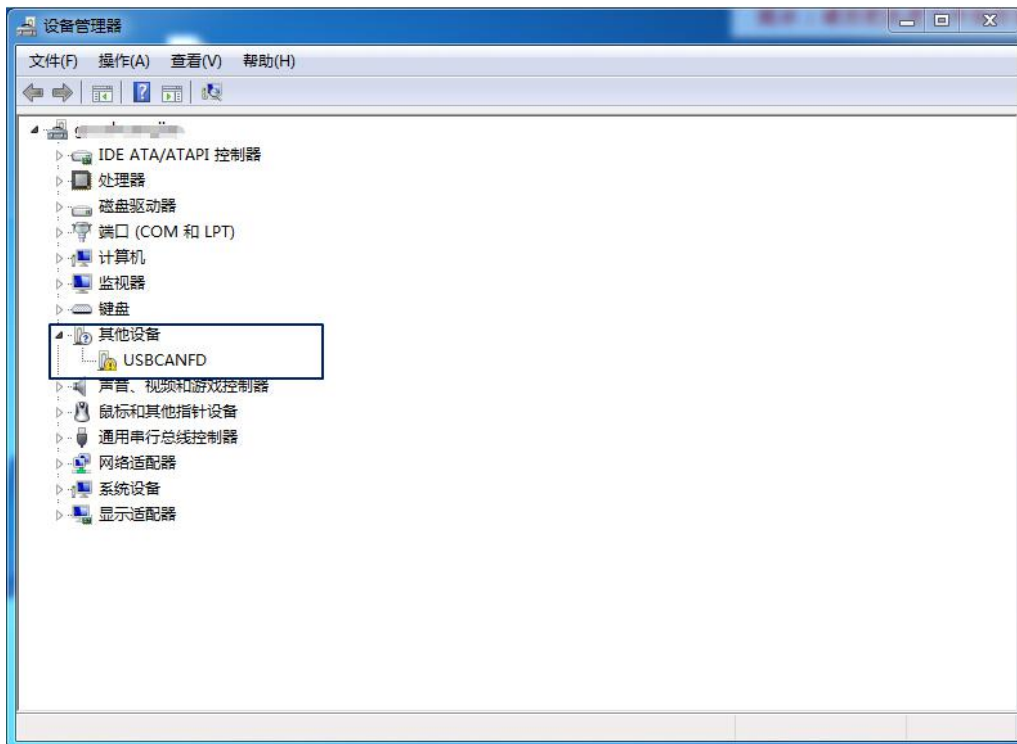 设备管理器
文件(F) 操作(A) 查看(V) 帮助(H)
IDE ATA/ATAPI 控制器
处理器
磁盘驱动器
端口 (COM 和 LPT)
计算机
监视器
键盘
其他设备
USBCANFD
声音、视频和游戏控制器
鼠标和其他指针设备
通用串行总线控制器
网络适配器
系统设备
显示适配器